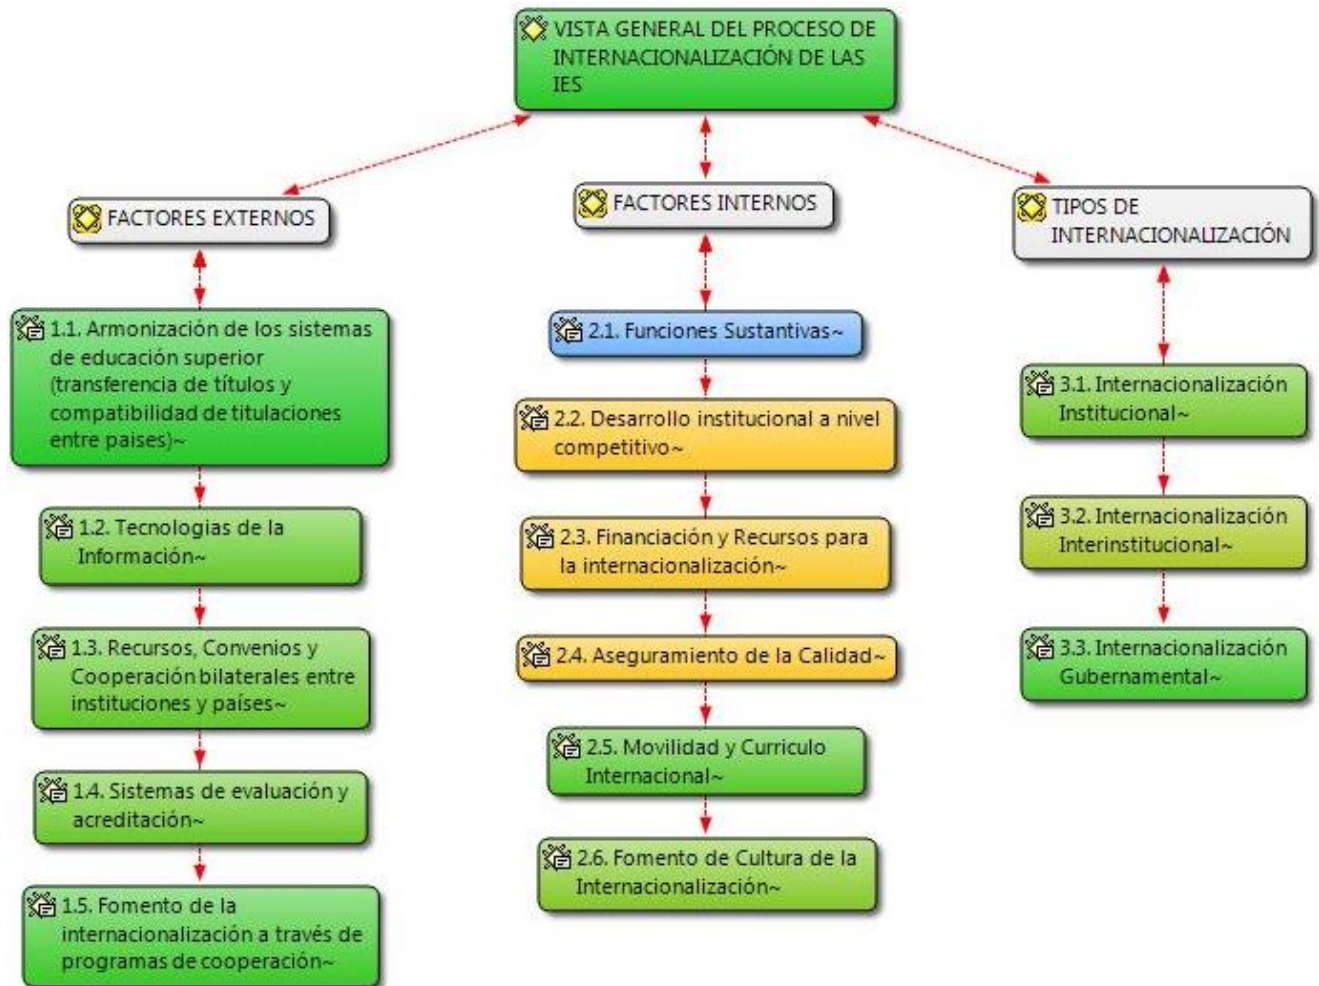 VISTA GENERAL DEL PROCESO DE
INTERNACIONALIZACIÓN DE LAS
IES
FACTORES EXTERNOS
1.1. Armonización de los sistemas
de educación superior
(transferencia de títulos y
compatibilidad de titulaciones
entre paises)~
1.2. Tecnologias de la
Información~
1.3. Recursos, Convenios y
Cooperación bilaterales entre
instituciones y países~
1.4. Sistemas de evaluación y
acreditación~
1.5. Fomento de la
internacionalización a través de
programas de cooperación~
FACTORES INTERNOS
2.1. Funciones Sustantivas~
2.2. Desarrollo institucional a nivel
competitivo~
2.3. Financiación y Recursos para
la internacionalización~
2.4. Aseguramiento de la Calidad~
2.5. Movilidad y Curriculo
Internacional~
2.6. Fomento de Cultura de la
Internacionalización~
TIPOS DE
INTERNACIONALIZACIÓN
3.1. Internacionalización
Institucional~
3.2. Internacionalización
Interinstitucional~
3.3. Internacionalización
Gubernamental~